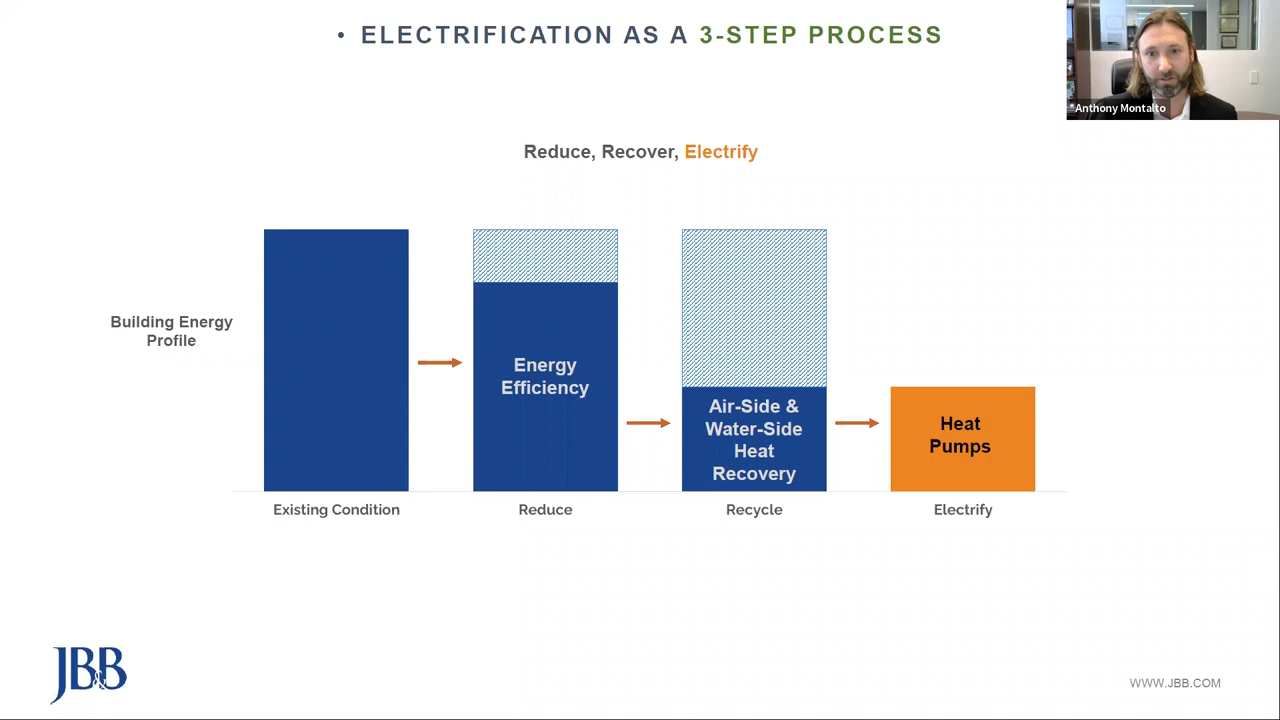 • ELECTRIFICATION AS A 3-STEP PROCESS
*Anthony Montalto
Reduce, Recover, Electrify
Building Energy
Profile
Energy
Efficiency
Air-Side &
Water-Side
Heat
Recovery
Heat
Pumps
Existing Condition
Reduce
Recycle
Electrify
JB&B
WWW.JBB.COM